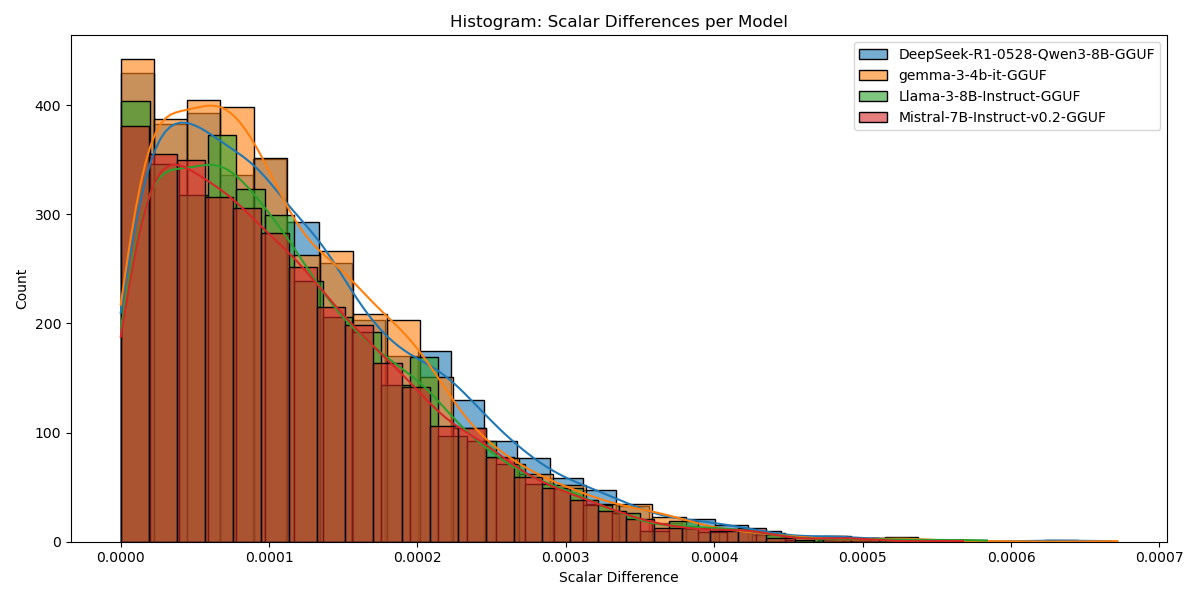 Histogram: Scalar Differences per Model
DeepSeek-R1-0528-Qwen3-8B-GGUF
gemma-3-4b-it-GGUF
Llama-3-8B-Instruct-GGUF
Mistral-7B-Instruct-v0.2-GGUF
Count
400
300
200
100
0
0.0000 0.0001 0.0002 0.0003 0.0004 0.0005 0.0006 0.0007
Scalar Difference